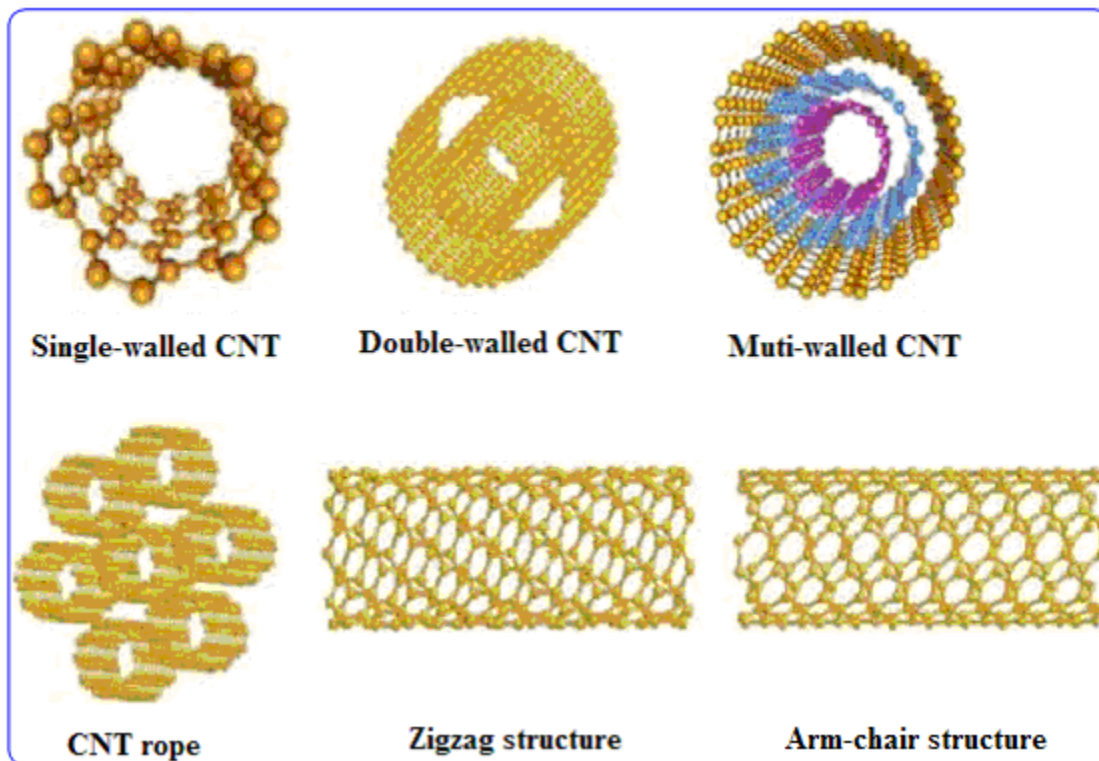 Single-walled CNT
Double-walled CNT
Muti-walled CNT
CNT rope
Zigzag structure
Arm-chair structure